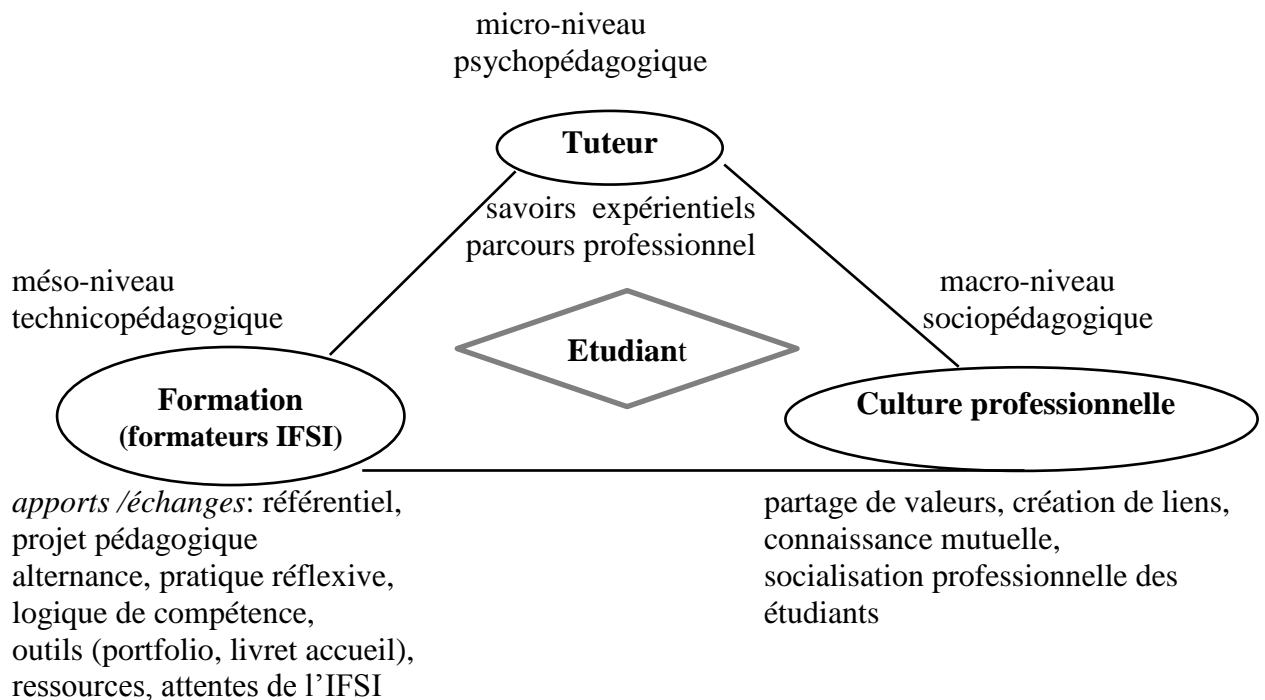 micro-niveau
psychopédagogique
Tuteur
savoirs expérientiels
parcours professionnel
méso-niveau
technicopédagogique
macro-niveau
sociopédagogique
Etudiant
Formation
(formateurs IFSI)
Culture professionnelle
apports /échanges: référentiel,
projet pédagogique
alternance, pratique réflexive,
logique de compétence,
outils (portfolio, livret accueil),
ressources, attentes de l’IFSI
partage de valeurs, création de liens,
connaissance mutuelle,
socialisation professionnelle des
étudiants